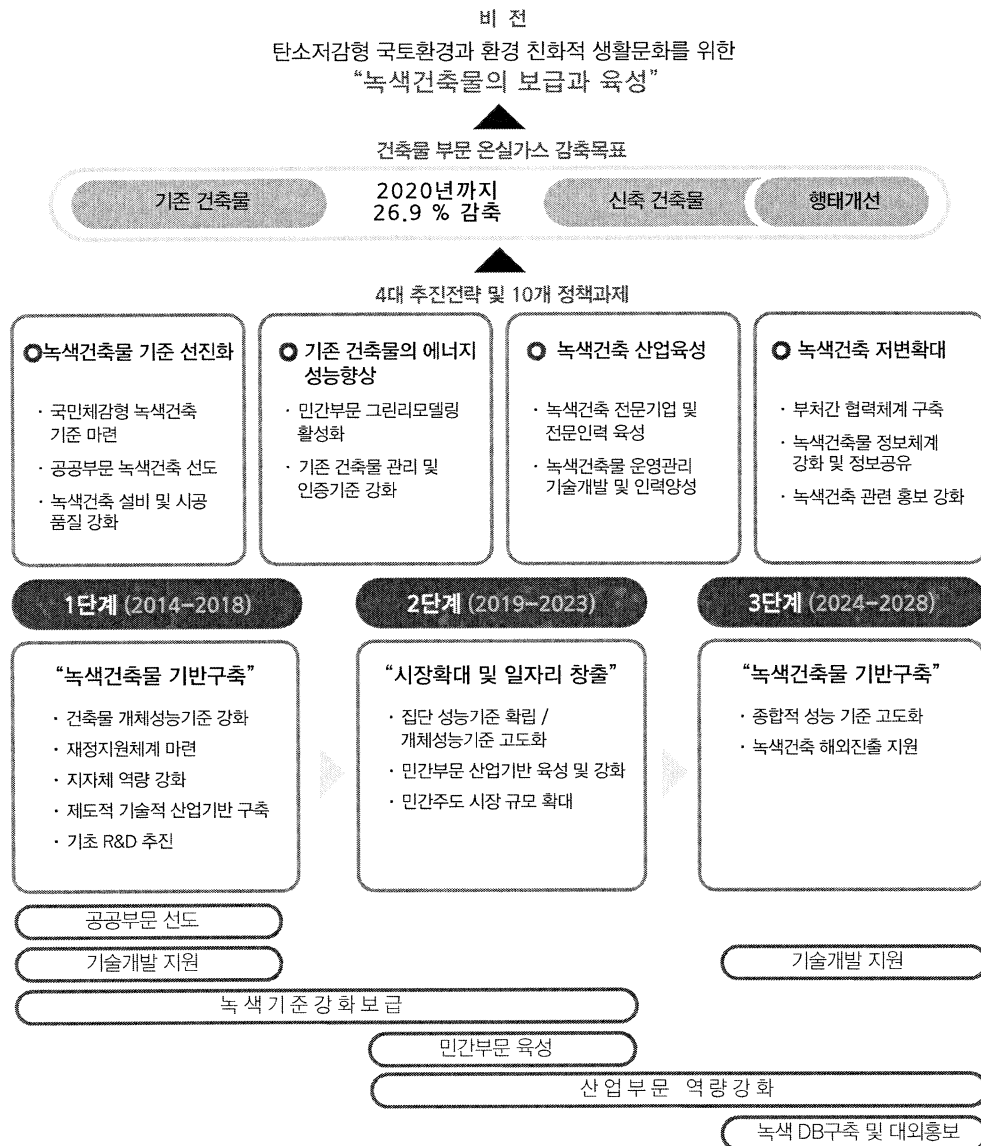 비 전
탄소저감형 국토환경과 환경 친화적 생활문화를 위한
“녹색건축물의 보급과 육성”
건축물 부문 온실가스 감축목표
기존 건축물
2020년까지
26.9 % 감축
신축 건축물
행태개선
4대 추진전략 및 10개 정책과제
녹색건축물 기준 선진화
· 국민체감형 녹색건축
기준 마련
· 공공부문 녹색건축 선도
· 녹색건축 설비 및 시공
품질 강화
기존 건축물의 에너지
성능향상
· 민간부문 그린리모델링
활성화
· 기존 건축물 관리 및
인증기준 강화
녹색건축 산업육성
· 녹색건축 전문기업 및
전문인력 육성
· 녹색건축물 운영관리
기술개발 및 인력양성
녹색건축 저변확대
· 부처간 협력체계 구축
· 녹색건축물 정보체계
강화 및 정보공유
· 녹색건축 관련 홍보 강화
1단계 (2014–2018)
“녹색건축물 기반구축”
· 건축물 개체성능기준 강화
· 재정지원체계 마련
· 지자체 역량 강화
· 제도적 기술적 산업기반 구축
· 기초 R&D 추진
2단계 (2019–2023)
“시장확대 및 일자리 창출”
· 집단 성능기준 확립 /
개체성능기준 고도화
· 민간부문 산업기반 육성 및 강화
· 민간주도 시장 규모 확대
3단계 (2024–2028)
“녹색건축물 기반구축”
· 종합적 성능 기준 고도화
· 녹색건축 해외진출 지원
공공부문 선도
기술개발 지원
기술개발 지원
녹색기준강화보급
민간부문 육성
산업부문 역량강화
녹색 DB구축 및 대외홍보